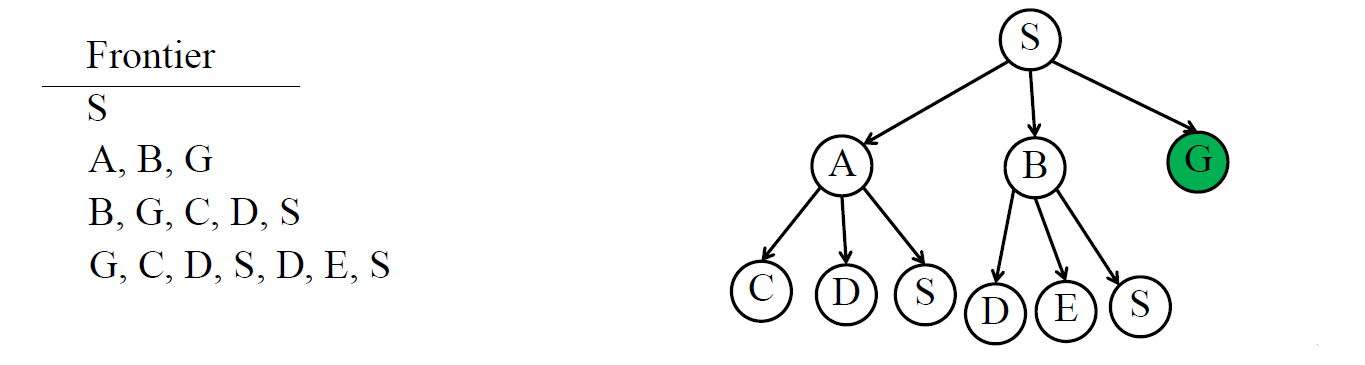 Frontier
S
A, B, G
B, G, C, D, S
G, C, D, S, D, E, S
S
A B G
C D S D E S